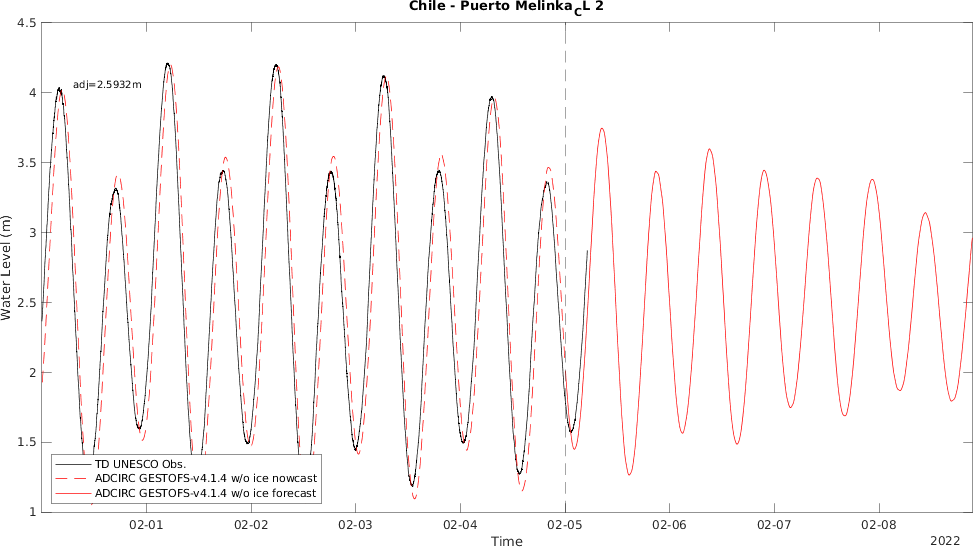 Chile - Puerto Melinka_CL 2
4.5
4
3.5
3
2.5
2
1.5
1
Water Level (m)
adj=2.5932m
TD UNESCO Obs.
ADCIRC GESTOFS-v4.1.4 w/o ice nowcast
ADCIRC GESTOFS-v4.1.4 w/o ice forecast
02-01 02-02 02-03 02-04 02-05 02-06 02-07 02-08
Time
2022